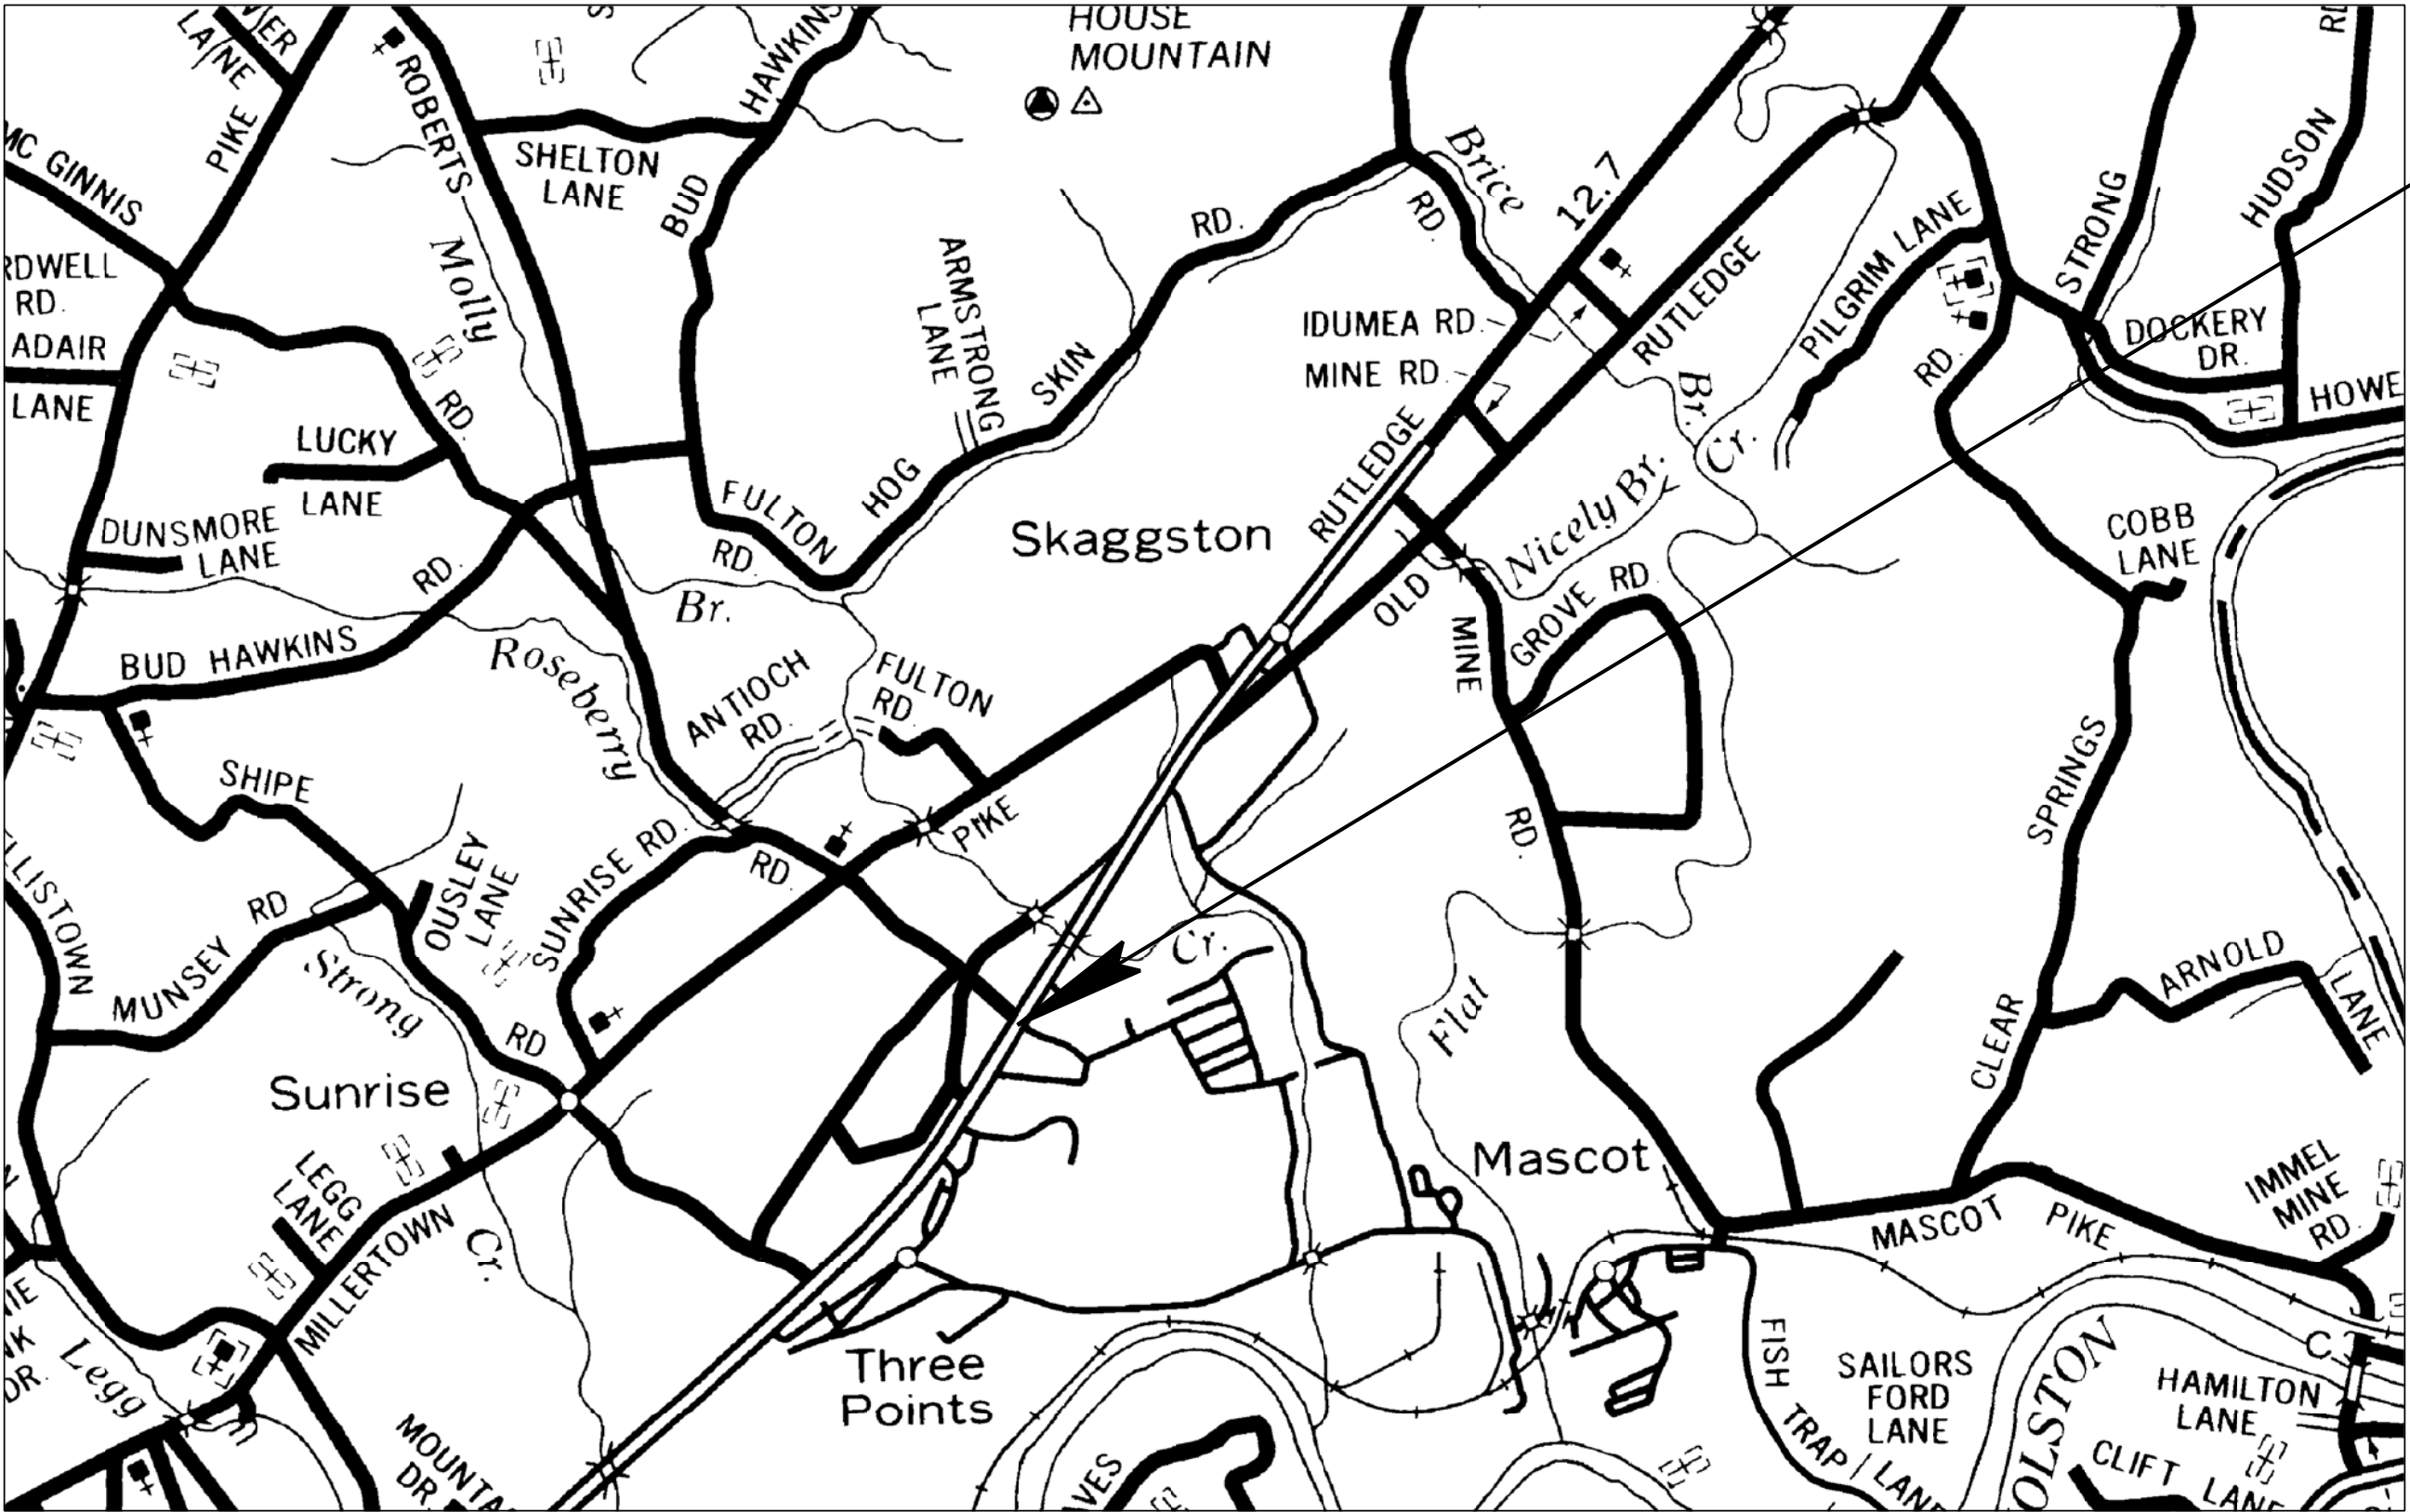 HOUSE
MOUNTAIN
HAWKINS
LANE
PIKE
ROBERTS
MC GINNIS
SHELTON
LANE
BUD
Molly
Brice
RD.
RD.
12.7
STRONG
HUDSON
PILGRIM LANE
RD.
ADAIR
LANE
ARMSTRONG
LANE
SKIN
IDUMEA RD.
MINE RD.
RUTLEDGE
RUTLEDGE
DOCKERY
DR.
RD.
HOWE
RD.
LUCKY
LANE
HOG
FULTON
RD.
Br. Cr.
Nicely Br.
DUNSMORE
LANE
Skaggston
COBB
LANE
RD.
BUD HAWKINS
Br.
Roseberry
OLD
MINE
GROVE RD.
ANTIOCH
RD.
FULTON
RD.
SHIPE
SPRINGS
PIKE
RD.
SUNRISE RD.
RD.
OUSLEY
LANE
RD
MUNSEY
Strong
RD
Cr.
Flat
CLEAR
ARNOLD
LANE
Sunrise
LEGG
LANE
Mascot
MASCOT PIKE
IMMEL
MINE
RD.
MILLERTOWN
Cr.
Legg
Three
Points
FISH TRAP LANE
SAILORS
FORD
LANE
HAMILTON
LANE
CLIFT LANE
DR.